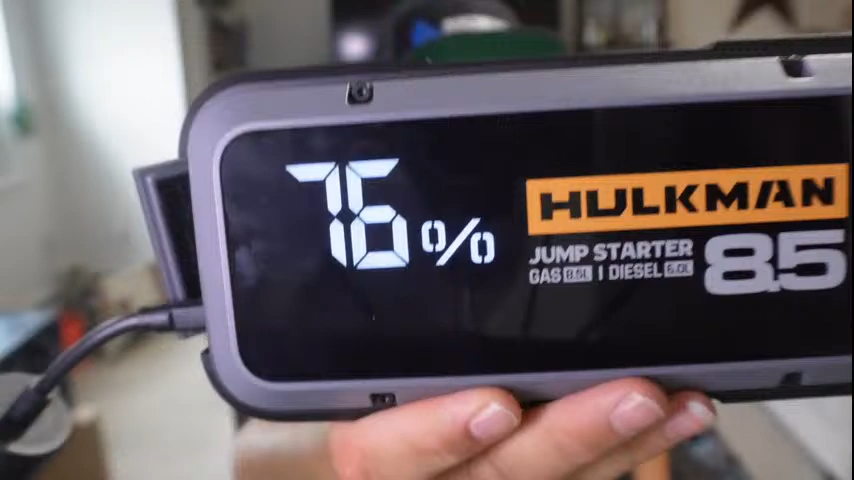 76%
HULKMAN
JUMP STARTER
GAS 8.5L | DIESEL 6.0L
8.5